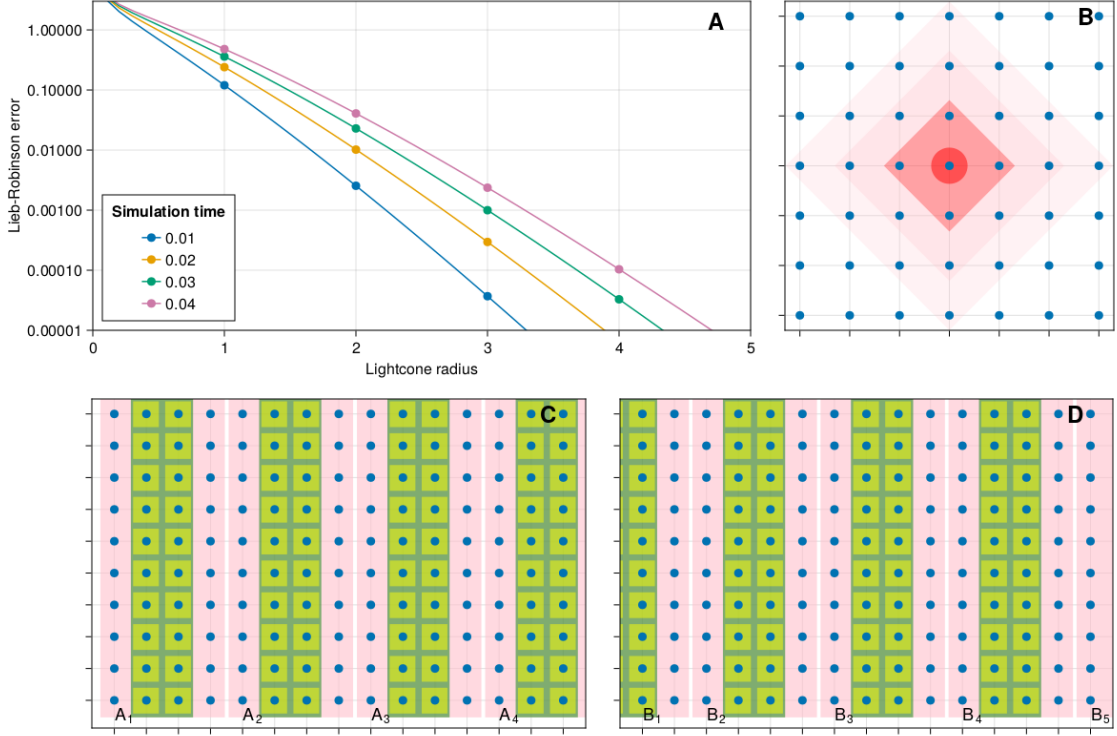 A
B
Lieb-Robinson error
1.00000
0.10000
0.01000
0.00100
0.00010
0.00001
Simulation time
0.01
0.02
0.03
0.04
0 1 2 3 4 5
Lightcone radius
C
D
A1 A2 A3 A4
B1 B2 B3 B4 B5